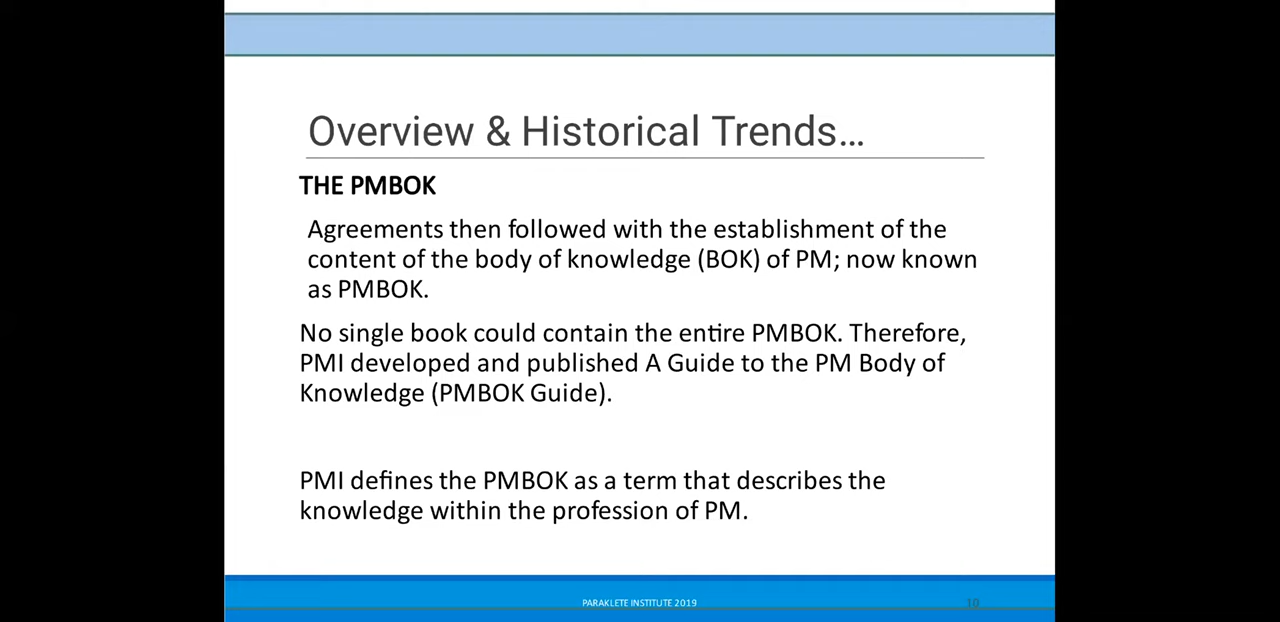 Overview & Historical Trends...
THE PMBOK
Agreements then followed with the establishment of the
content of the body of knowledge (BOK) of PM; now known
as PMBOK.
No single book could contain the entire PMBOK. Therefore,
PMI developed and published A Guide to the PM Body of
Knowledge (PMBOK Guide).
PMI defines the PMBOK as a term that describes the
knowledge within the profession of PM.
PARAKLETE INSTITUTE 2019
10